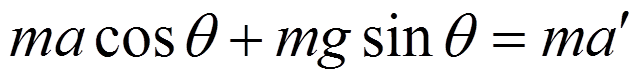 ma cos θ + mg sin θ = ma′